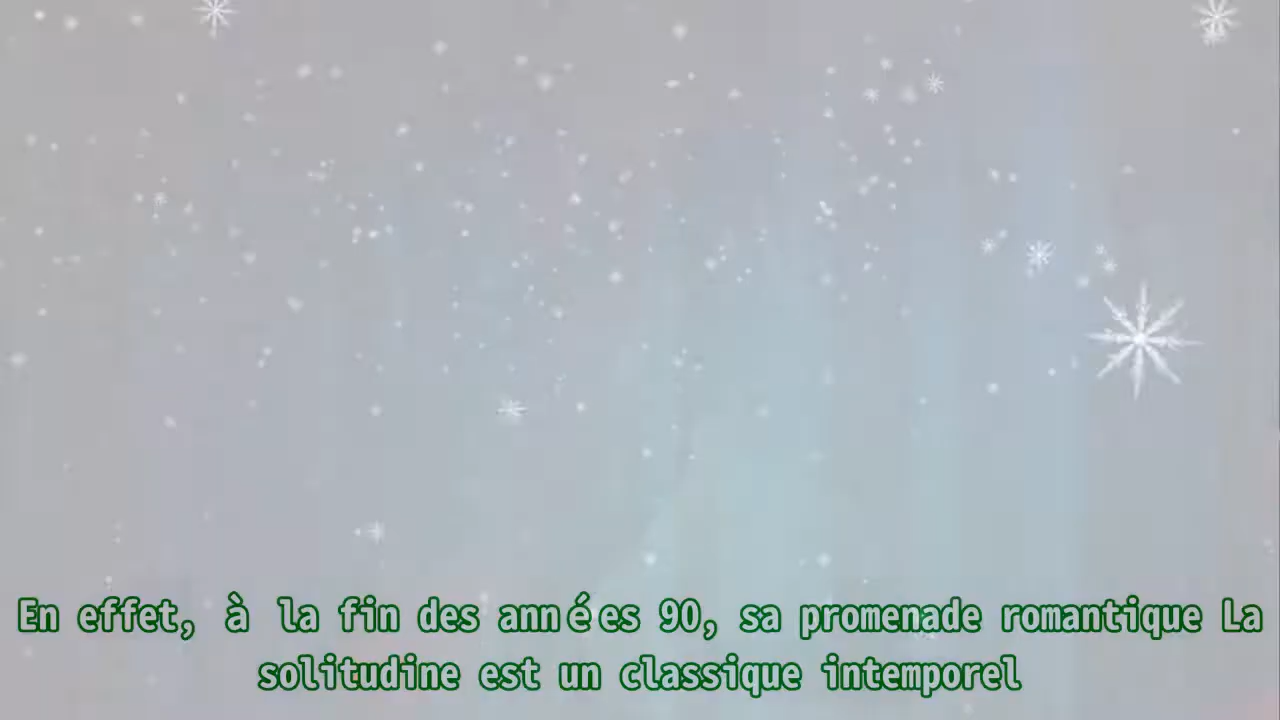 En effet, à la fin des années 90, sa promenade romantique La
solitudine est un classique intemporel